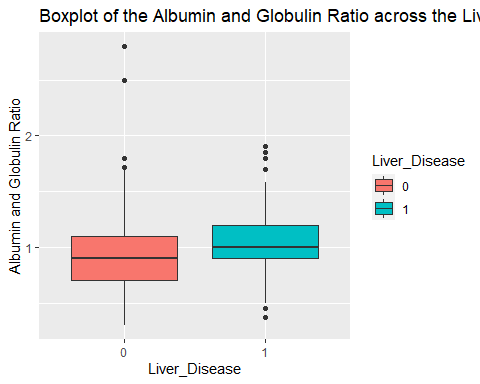 Boxplot of the Albumin and Globulin Ratio across the Liv
Albumin and Globulin Ratio
2
1
0
1
Liver_Disease
Liver_Disease
0
1